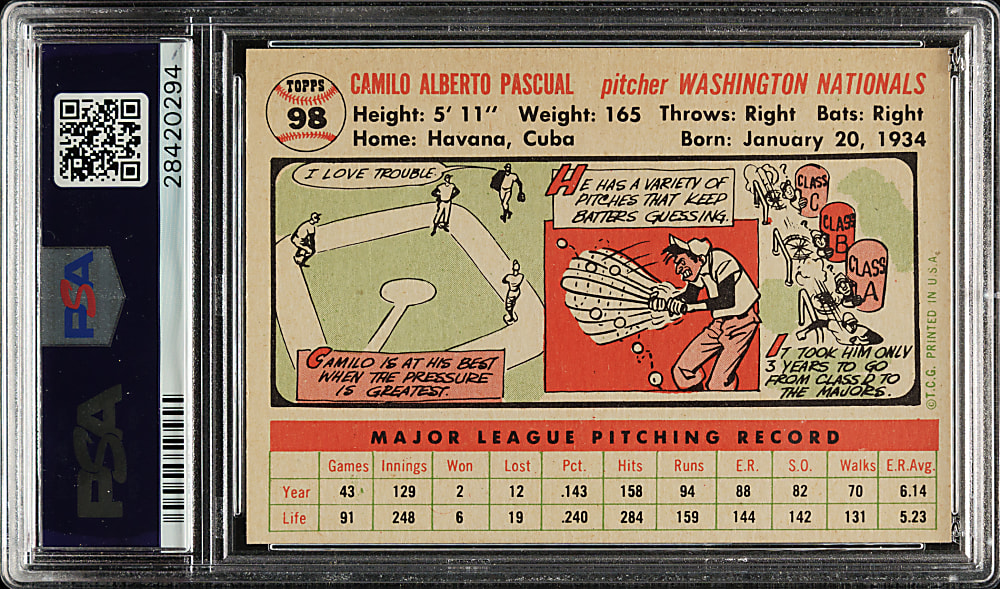 PSA
PSA
28420294
TOPPS
98
CAMILO ALBERTO PASCUAL pitcher WASHINGTON NATIONALS
Height: 5' 11" Weight: 165 Throws: Right Bats: Right
Home: Havana, Cuba Born: January 20, 1934
I LOVE TROUBLE.
CAMILO IS AT HIS BEST
WHEN THE PRESSURE
IS GREATEST.
HE HAS A VARIETY OF
PITCHES THAT KEEP
BATTERS GUESSING.
CLASS
C
CLASS
B
CLASS
A
IT TOOK HIM ONLY
3 YEARS TO GO
FROM CLASS D TO
THE MAJORS.
©T.C.G. PRINTED IN U.S.A.
MAJOR LEAGUE PITCHING RECORD
Games Innings Won Lost Pct. Hits Runs E.R. S.O. Walks E.R.Avg.
Year 43 129 2 12 .143 158 94 88 82 70 6.14
Life 91 248 6 19 .240 284 159 144 142 131 5.23